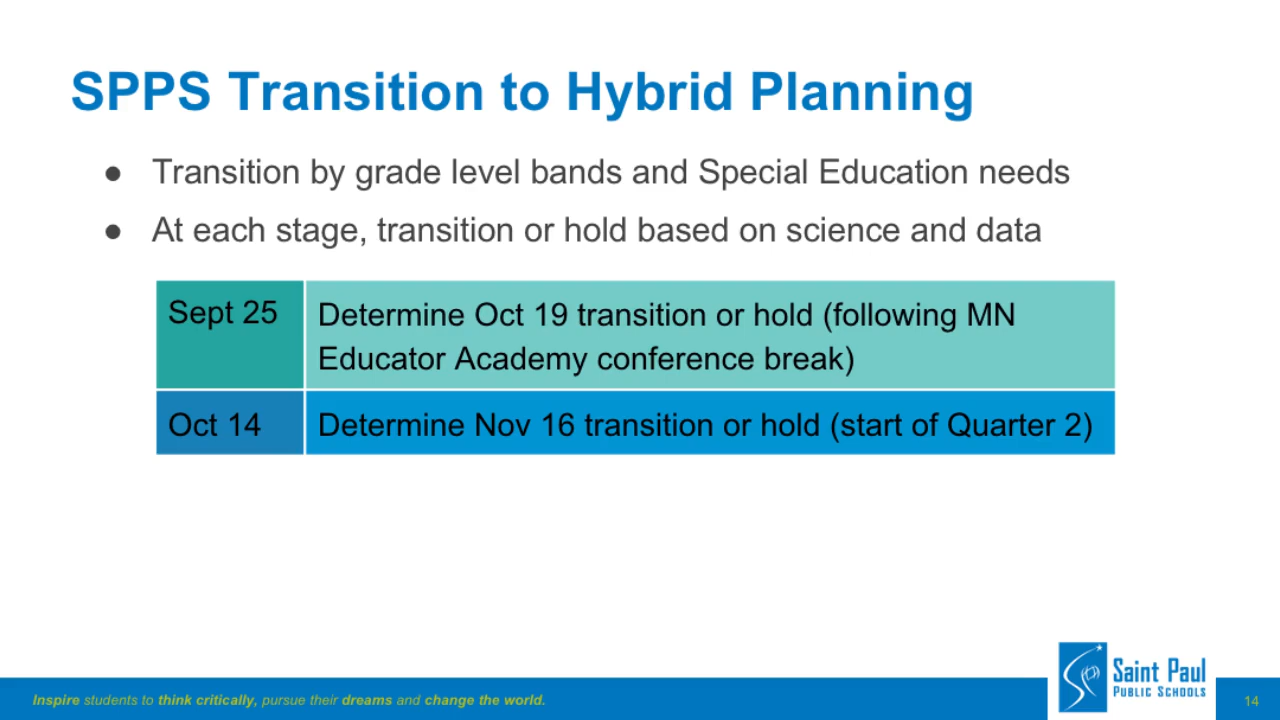 SPPS Transition to Hybrid Planning
● Transition by grade level bands and Special Education needs
● At each stage, transition or hold based on science and data
Sept 25
Determine Oct 19 transition or hold (following MN
Educator Academy conference break)
Oct 14
Determine Nov 16 transition or hold (start of Quarter 2)
Inspire students to think critically, pursue their dreams and change the world.
Saint Paul
PUBLIC SCHOOLS
14